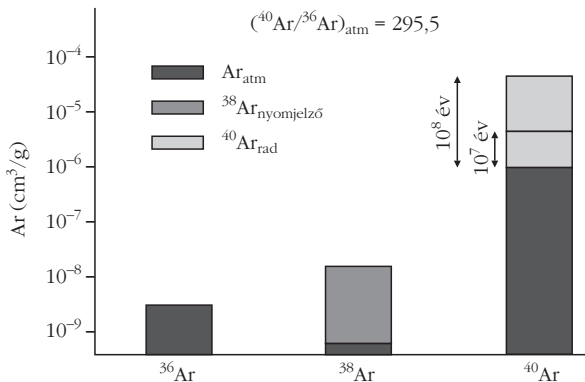 (⁴⁰Ar/³⁶Ar)atm = 295,5
Ar (cm³/g)
10⁻⁴
10⁻⁵
10⁻⁶
10⁻⁷
10⁻⁸
10⁻⁹
Aratm
³⁸Arnyomjelző
⁴⁰Arrad
10⁸ év
10⁷ év
³⁶Ar
³⁸Ar
⁴⁰Ar